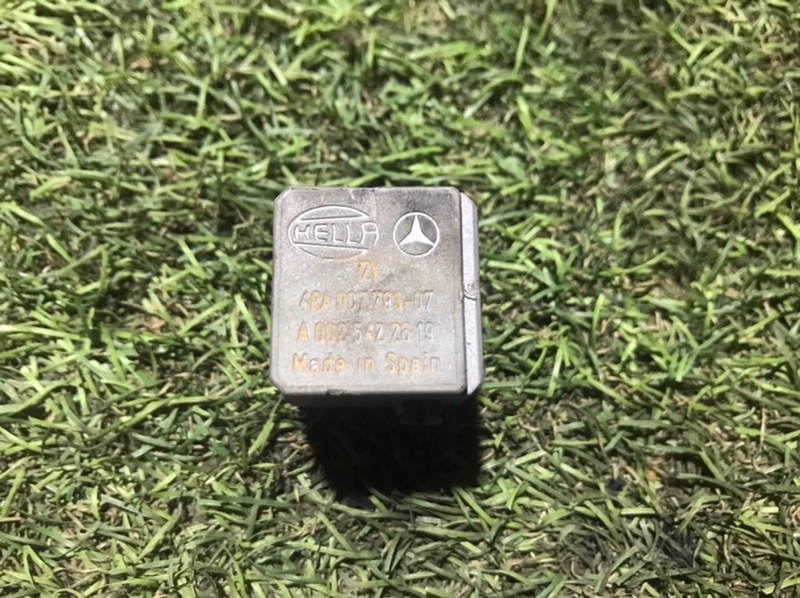 HELLA
12V
4RA 007 793-07
A 002 542 26 19
Made in Spain